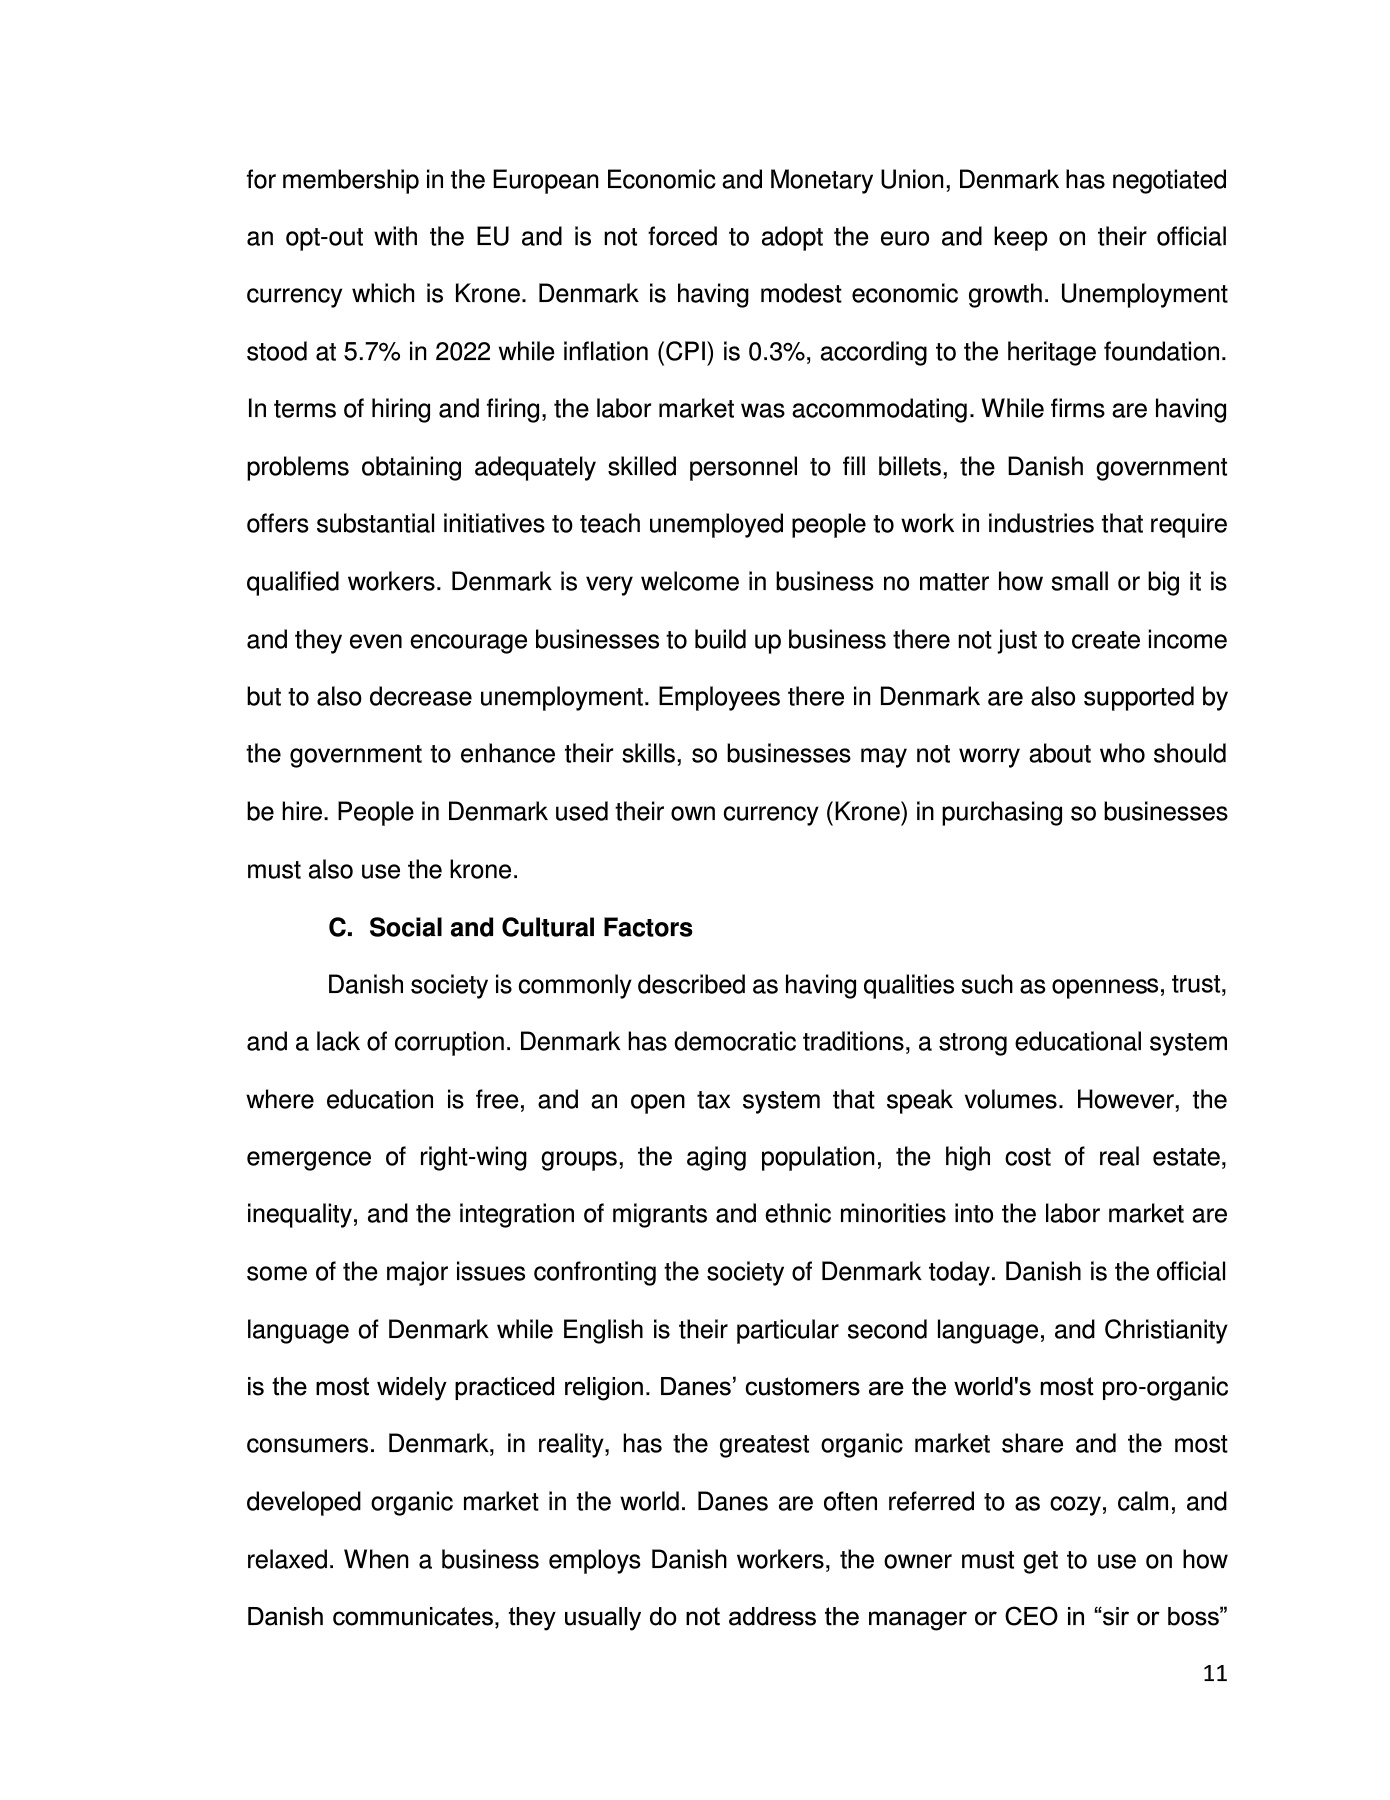 for membership in the European Economic and Monetary Union, Denmark has negotiated
an opt-out with the EU and is not forced to adopt the euro and keep on their official
currency which is Krone. Denmark is having modest economic growth. Unemployment
stood at 5.7% in 2022 while inflation (CPI) is 0.3%, according to the heritage foundation.
In terms of hiring and firing, the labor market was accommodating. While firms are having
problems obtaining adequately skilled personnel to fill billets, the Danish government
offers substantial initiatives to teach unemployed people to work in industries that require
qualified workers. Denmark is very welcome in business no matter how small or big it is
and they even encourage businesses to build up business there not just to create income
but to also decrease unemployment. Employees there in Denmark are also supported by
the government to enhance their skills, so businesses may not worry about who should
be hire. People in Denmark used their own currency (Krone) in purchasing so businesses
must also use the krone.
C. Social and Cultural Factors
Danish society is commonly described as having qualities such as openness, trust,
and a lack of corruption. Denmark has democratic traditions, a strong educational system
where education is free, and an open tax system that speak volumes. However, the
emergence of right-wing groups, the aging population, the high cost of real estate,
inequality, and the integration of migrants and ethnic minorities into the labor market are
some of the major issues confronting the society of Denmark today. Danish is the official
language of Denmark while English is their particular second language, and Christianity
is the most widely practiced religion. Danes’ customers are the world's most pro-organic
consumers. Denmark, in reality, has the greatest organic market share and the most
developed organic market in the world. Danes are often referred to as cozy, calm, and
relaxed. When a business employs Danish workers, the owner must get to use on how
Danish communicates, they usually do not address the manager or CEO in “sir or boss”
11